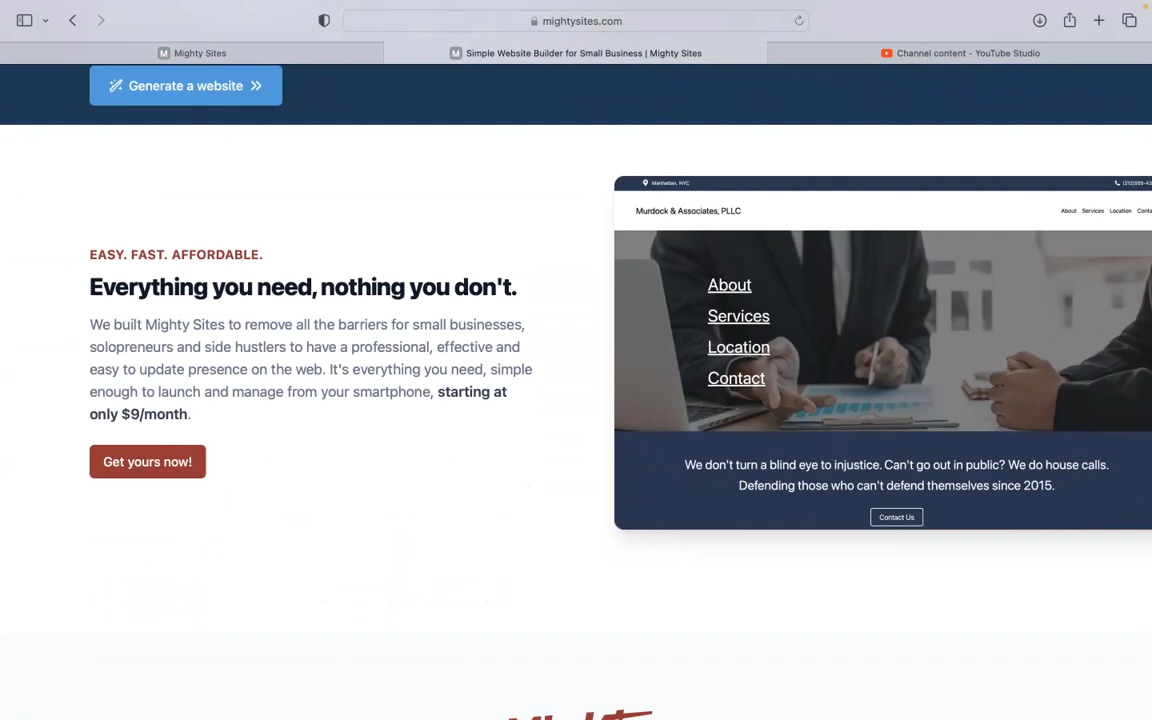 mightysites.com
Mighty Sites
Simple Website Builder for Small Business | Mighty Sites
Channel content - YouTube Studio
Generate a website
EASY. FAST. AFFORDABLE.
Everything you need, nothing you don't.
We built Mighty Sites to remove all the barriers for small businesses,
solopreneurs and side hustlers to have a professional, effective and
easy to update presence on the web. It's everything you need, simple
enough to launch and manage from your smartphone, starting at
only $9/month.
Get yours now!
Manhattan, NYC
Murdock & Associates, PLLC
About Services Location
About
Services
Location
Contact
We don't turn a blind eye to injustice. Can't go out in public? We do house calls.
Defending those who can't defend themselves since 2015.
Contact Us